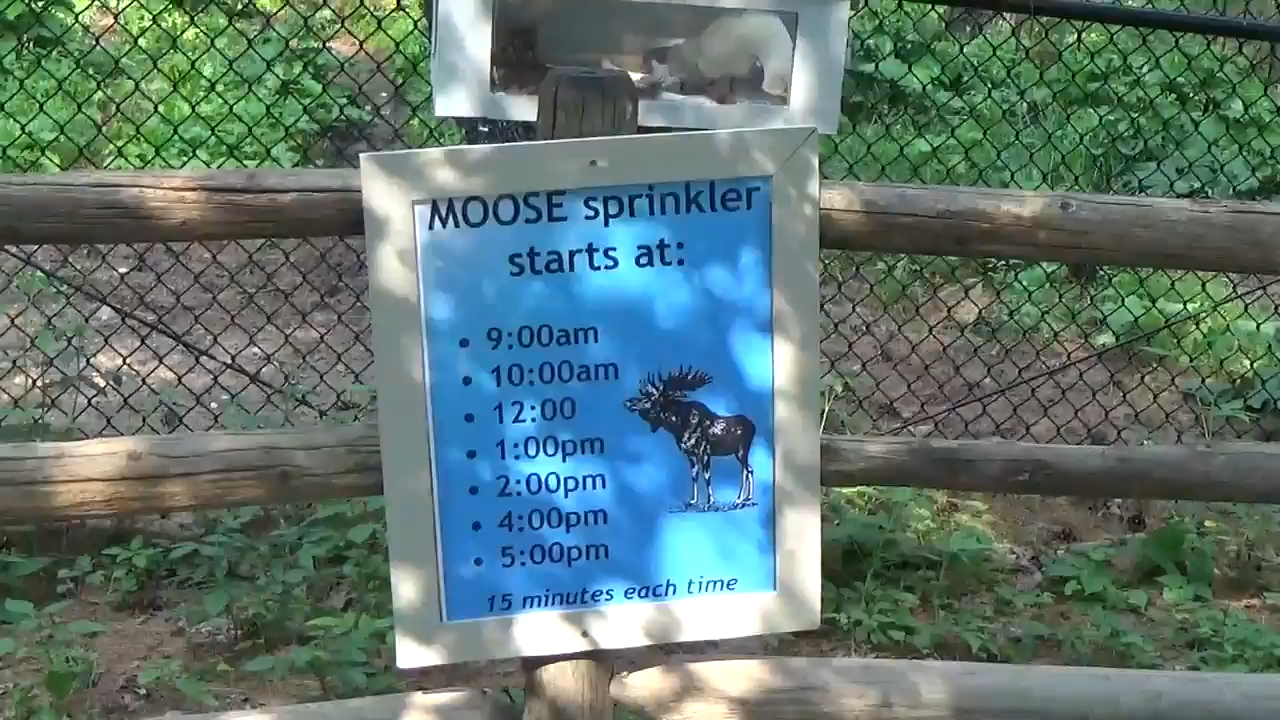 MOOSE sprinkler
starts at:
• 9:00am
• 10:00am
• 12:00
• 1:00pm
• 2:00pm
• 4:00pm
• 5:00pm
15 minutes each time